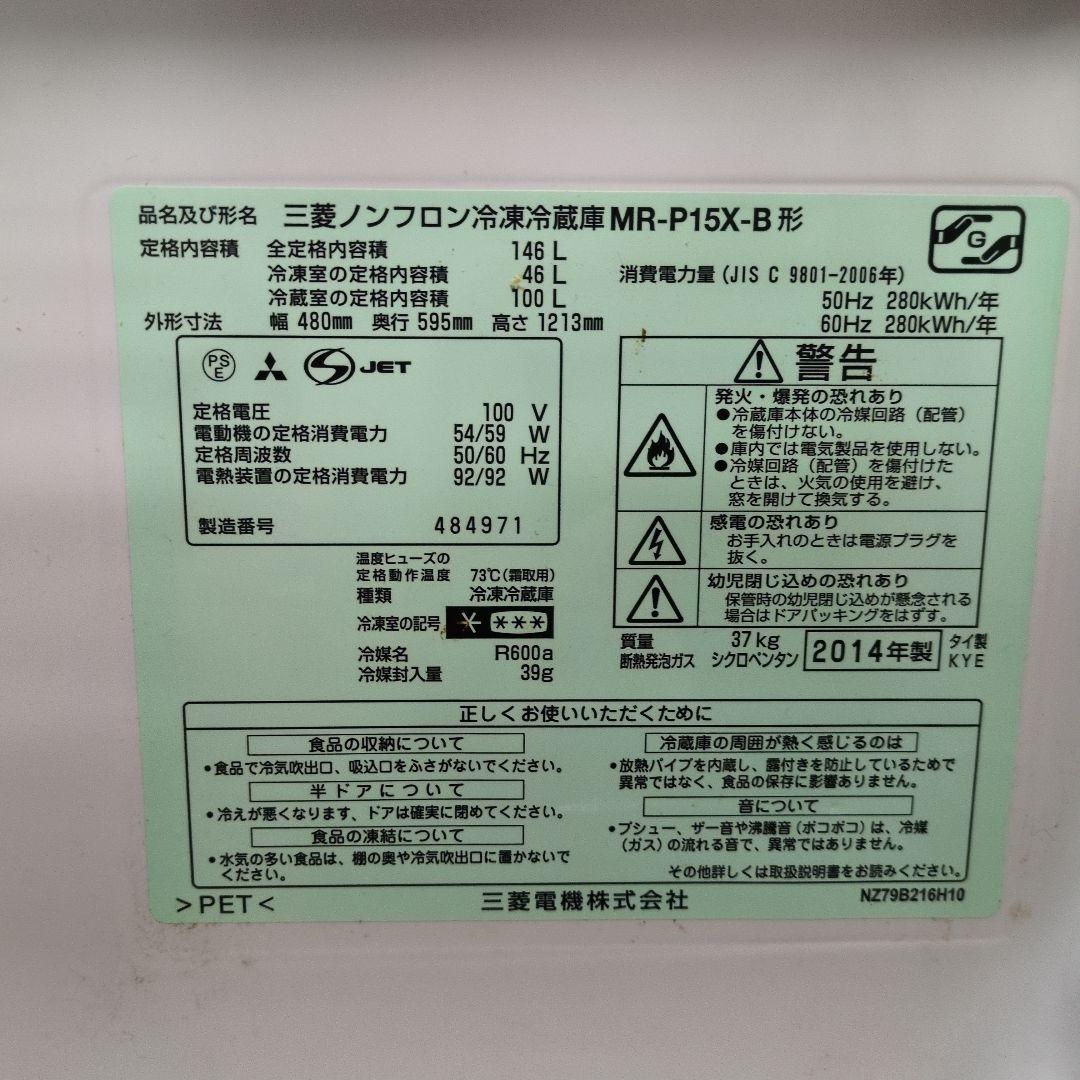 品名及び形名 三菱ノンフロン冷凍冷蔵庫 MR-P15X-B 形
定格内容積 全定格内容積 146 L
冷凍室の定格内容積 46 L
冷蔵室の定格内容積 100 L
外形寸法 幅 480mm 奥行 595mm 高さ 1213mm
G
消費電力量 (JIS C 9801-2006年)
50Hz 280kWh/年
60Hz 280kWh/年
PS E JET
定格電圧 100 V
電動機の定格消費電力 54/59 W
定格周波数 50/60 Hz
電熱装置の定格消費電力 92/92 W
製造番号 484971
温度ヒューズの
定格動作温度 73℃(霜取用)
種類 冷凍冷蔵庫
冷凍室の記号 * ***
冷媒名 R600a
冷媒封入量 39g
警告
発火・爆発の恐れあり
●冷蔵庫本体の冷媒回路(配管)
を傷付けない。
●庫内では電気製品を使用しない。
●冷媒回路(配管)を傷付けた
ときは、火気の使用を避け、
窓を開けて換気する。
感電の恐れあり
お手入れのときは電源プラグを
抜く。
幼児閉じ込めの恐れあり
保管時の幼児閉じ込めが懸念される
場合はドアパッキングをはずす。
質量 37kg
断熱発泡ガス シクロペンタン
2014年製
タイ製
KYE
正しくお使いいただくために
食品の収納について
●食品で冷気吹出口、吸込口をふさがないでください。
半ドアについて
●冷えが悪くなります、ドアは確実に閉めてください。
食品の凍結について
●水気の多い食品は、棚の奥や冷気吹出口に置かないで
ください。
冷蔵庫の周囲が熱く感じるのは
●放熱パイプを内蔵し、露付きを防止しているためで
異常ではなく、食品の保存に影響ありません。
音について
●プシュー、ザー音や沸騰音(ポコポコ)は、冷媒
(ガス)の流れる音で、異常ではありません。
その他詳しくは取扱説明書をお読みください。
>PET<
三菱電機株式会社
NZ79B216H10